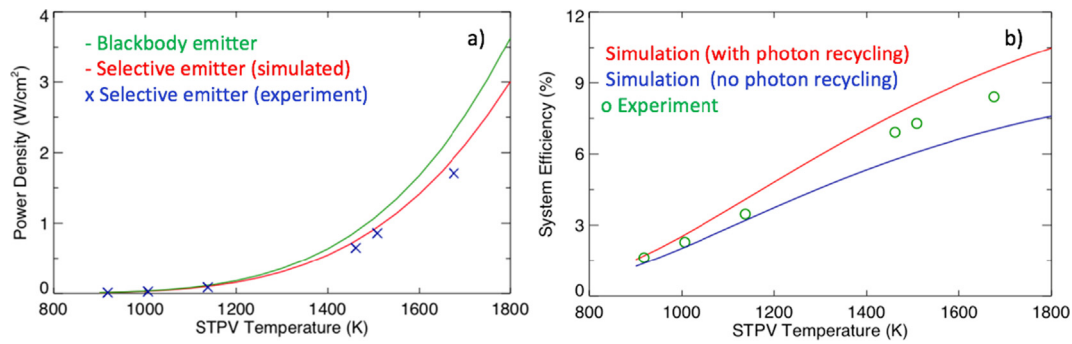 a)
- Blackbody emitter
- Selective emitter (simulated)
x Selective emitter (experiment)
Power Density (W/cm²)
4
3
2
1
0
800 1000 1200 1400 1600 1800
STPV Temperature (K)
b)
Simulation (with photon recycling)
Simulation (no photon recycling)
o Experiment
System Efficiency (%)
12
9
6
3
0
800 1000 1200 1400 1600 1800
STPV Temperature (K)